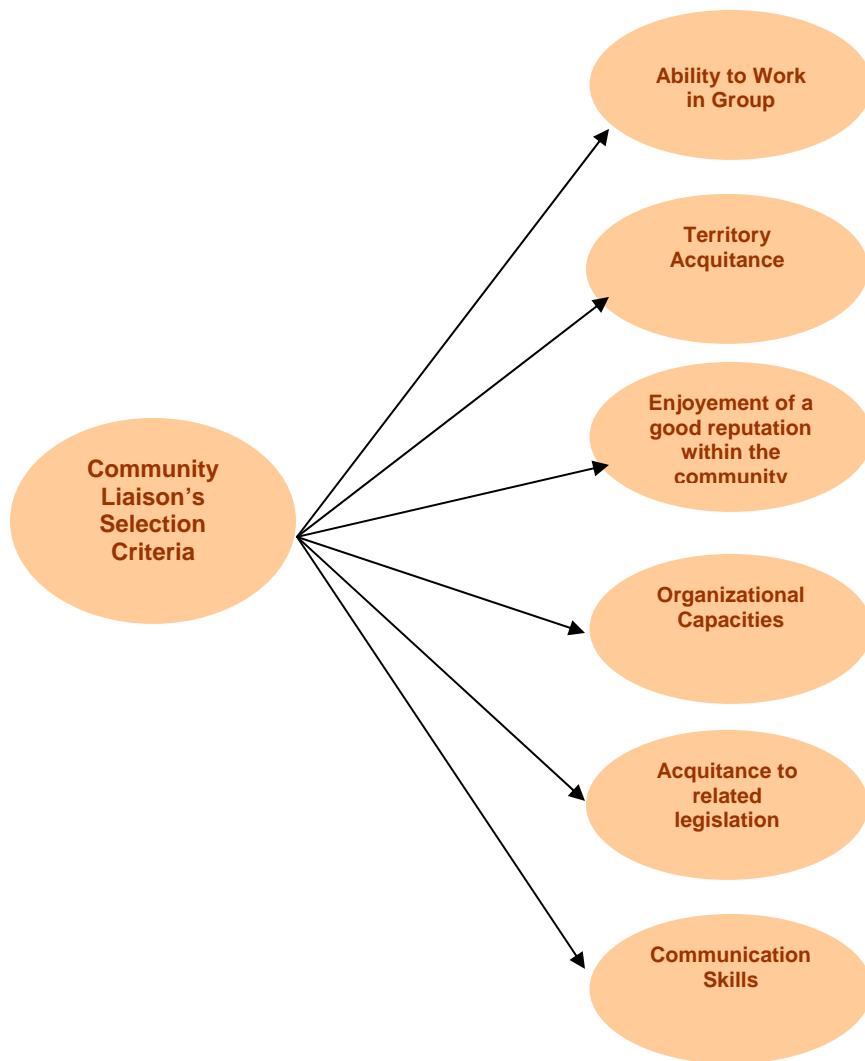 Ability to Work
in Group
Territory
Acquitance
Enjoyement of a
good reputation
within the
community
Community
Liaison’s
Selection
Criteria
Organizational
Capacities
Acquitance to
related
legislation
Communication
Skills